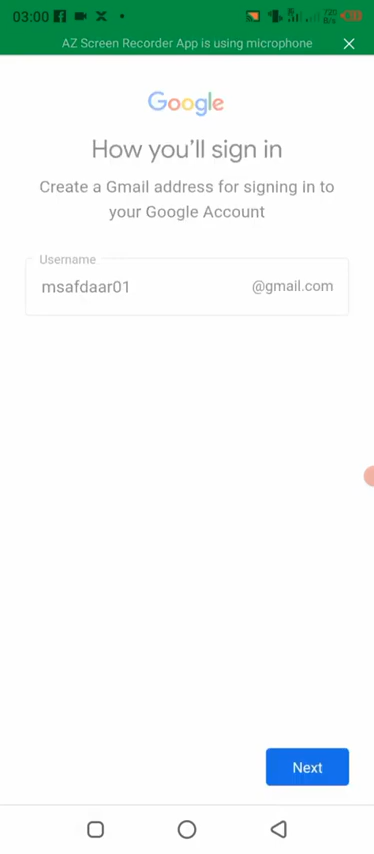 03:00
720 B/s
AZ Screen Recorder App is using microphone
Google
How you'll sign in
Create a Gmail address for signing in to
your Google Account
Username
msafdaar01 @gmail.com
Next